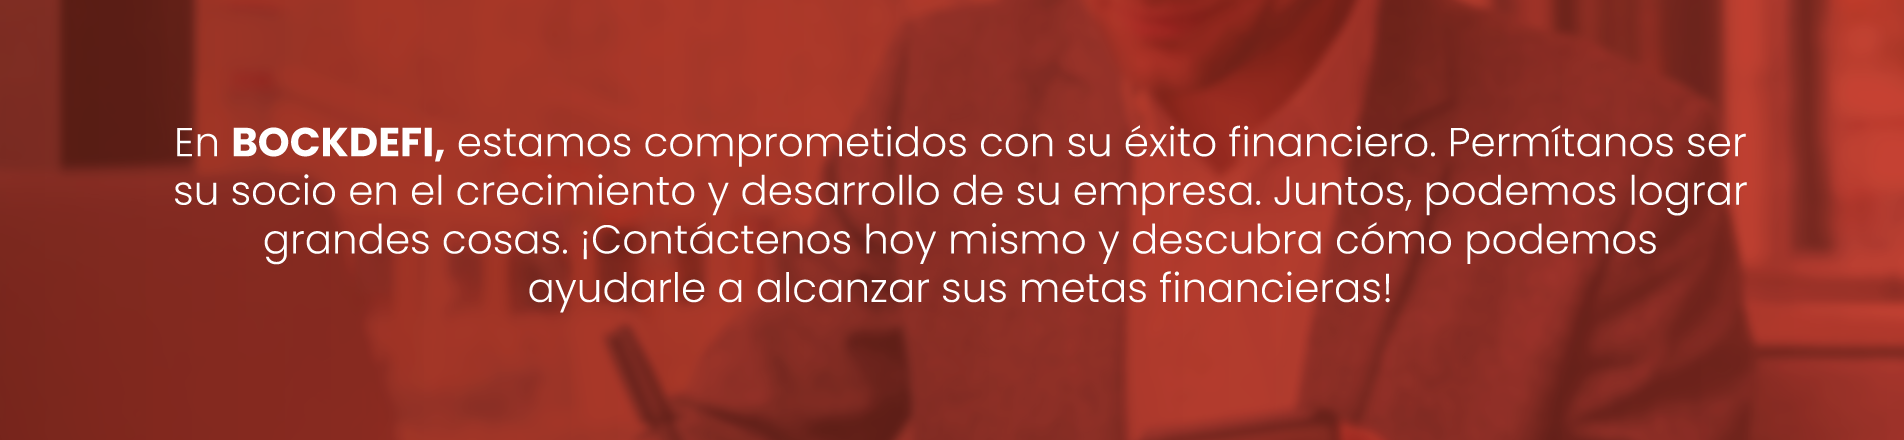 En BOCKDEFI, estamos comprometidos con su éxito financiero. Permítanos ser
su socio en el crecimiento y desarrollo de su empresa. Juntos, podemos lograr
grandes cosas. ¡Contáctenos hoy mismo y descubra cómo podemos
ayudarle a alcanzar sus metas financieras!